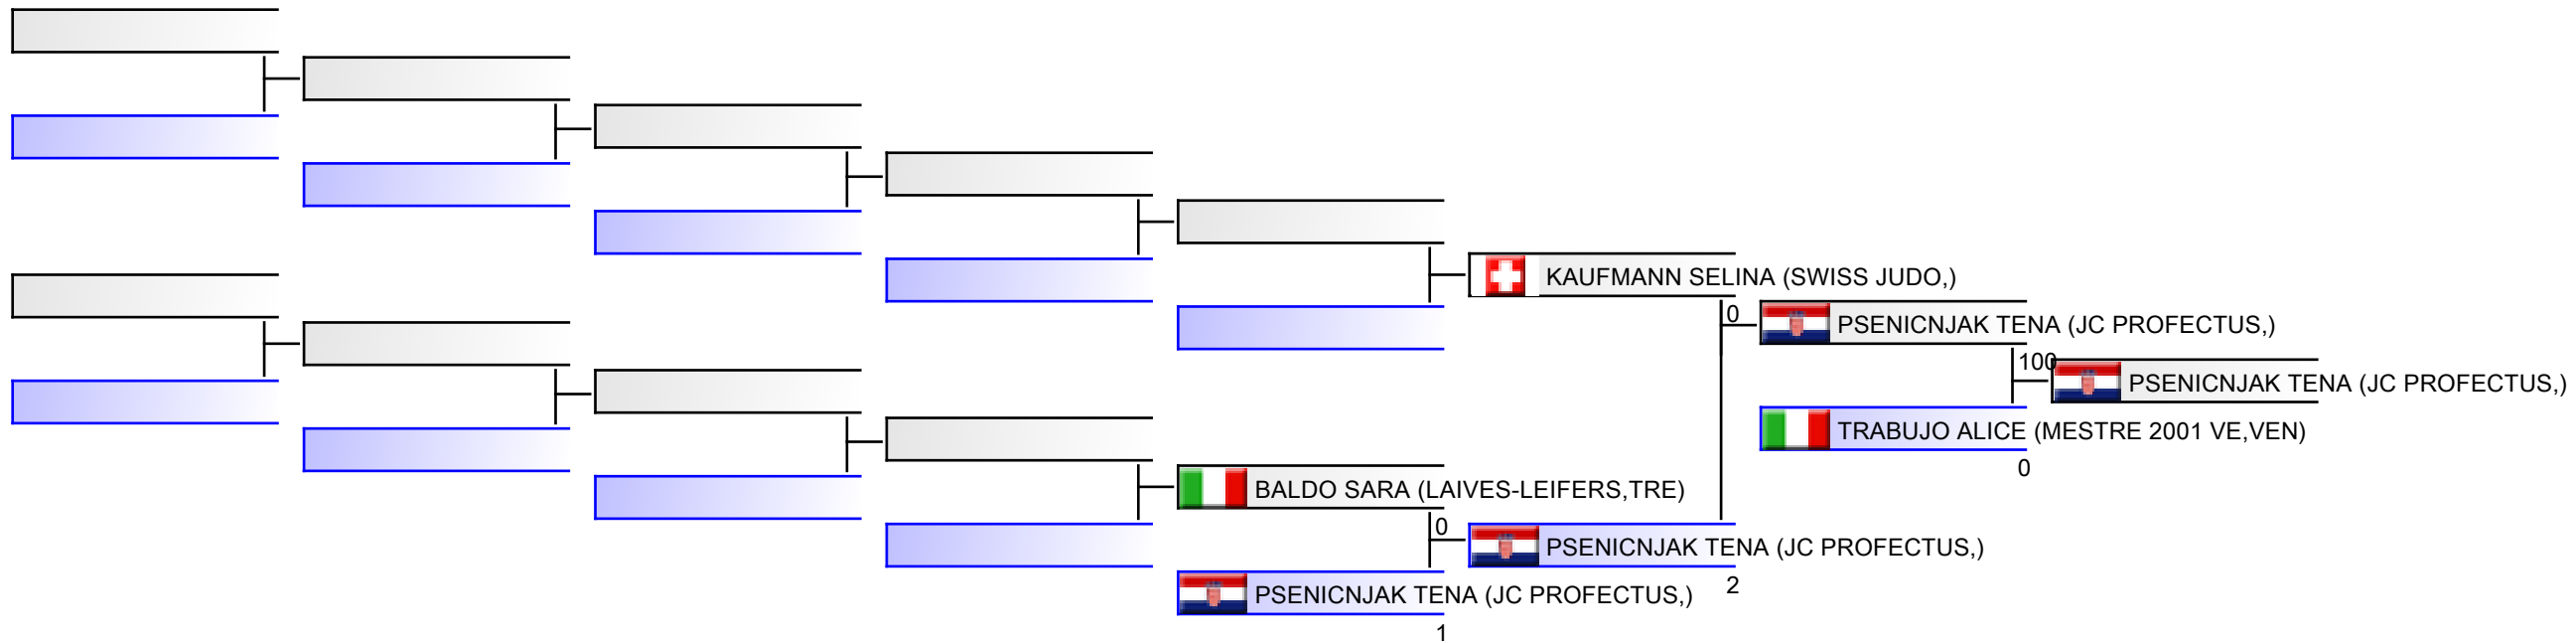 KAUFMANN SELINA (SWISS JUDO,)
0
PSENICNJAK TENA (JC PROFECTUS,)
100
PSENICNJAK TENA (JC PROFECTUS,)
TRABUJO ALICE (MESTRE 2001 VE,VEN)
0
BALDO SARA (LAIVES-LEIFERS,TRE)
0
PSENICNJAK TENA (JC PROFECTUS,)
2
PSENICNJAK TENA (JC PROFECTUS,)
1